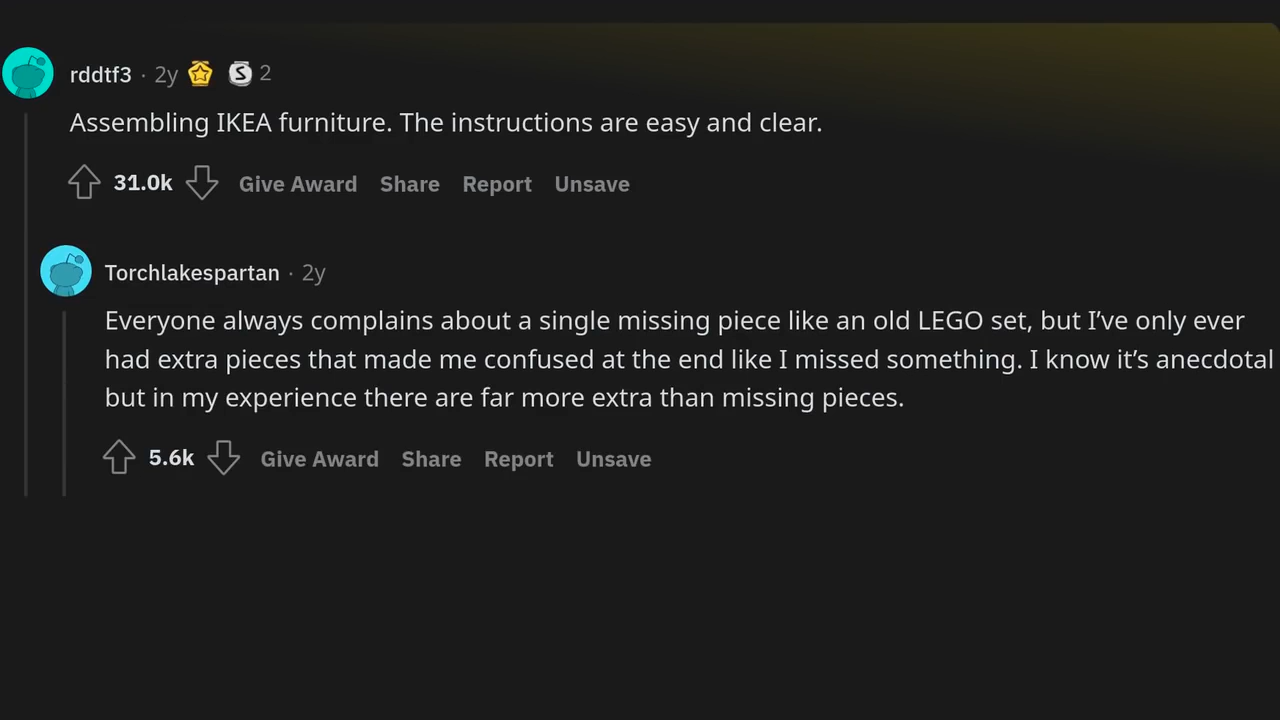 rddtf3 · 2y 2
Assembling IKEA furniture. The instructions are easy and clear.
31.0k Give Award Share Report Unsave
Torchlakespartan · 2y
Everyone always complains about a single missing piece like an old LEGO set, but I’ve only ever
had extra pieces that made me confused at the end like I missed something. I know it’s anecdotal
but in my experience there are far more extra than missing pieces.
5.6k Give Award Share Report Unsave